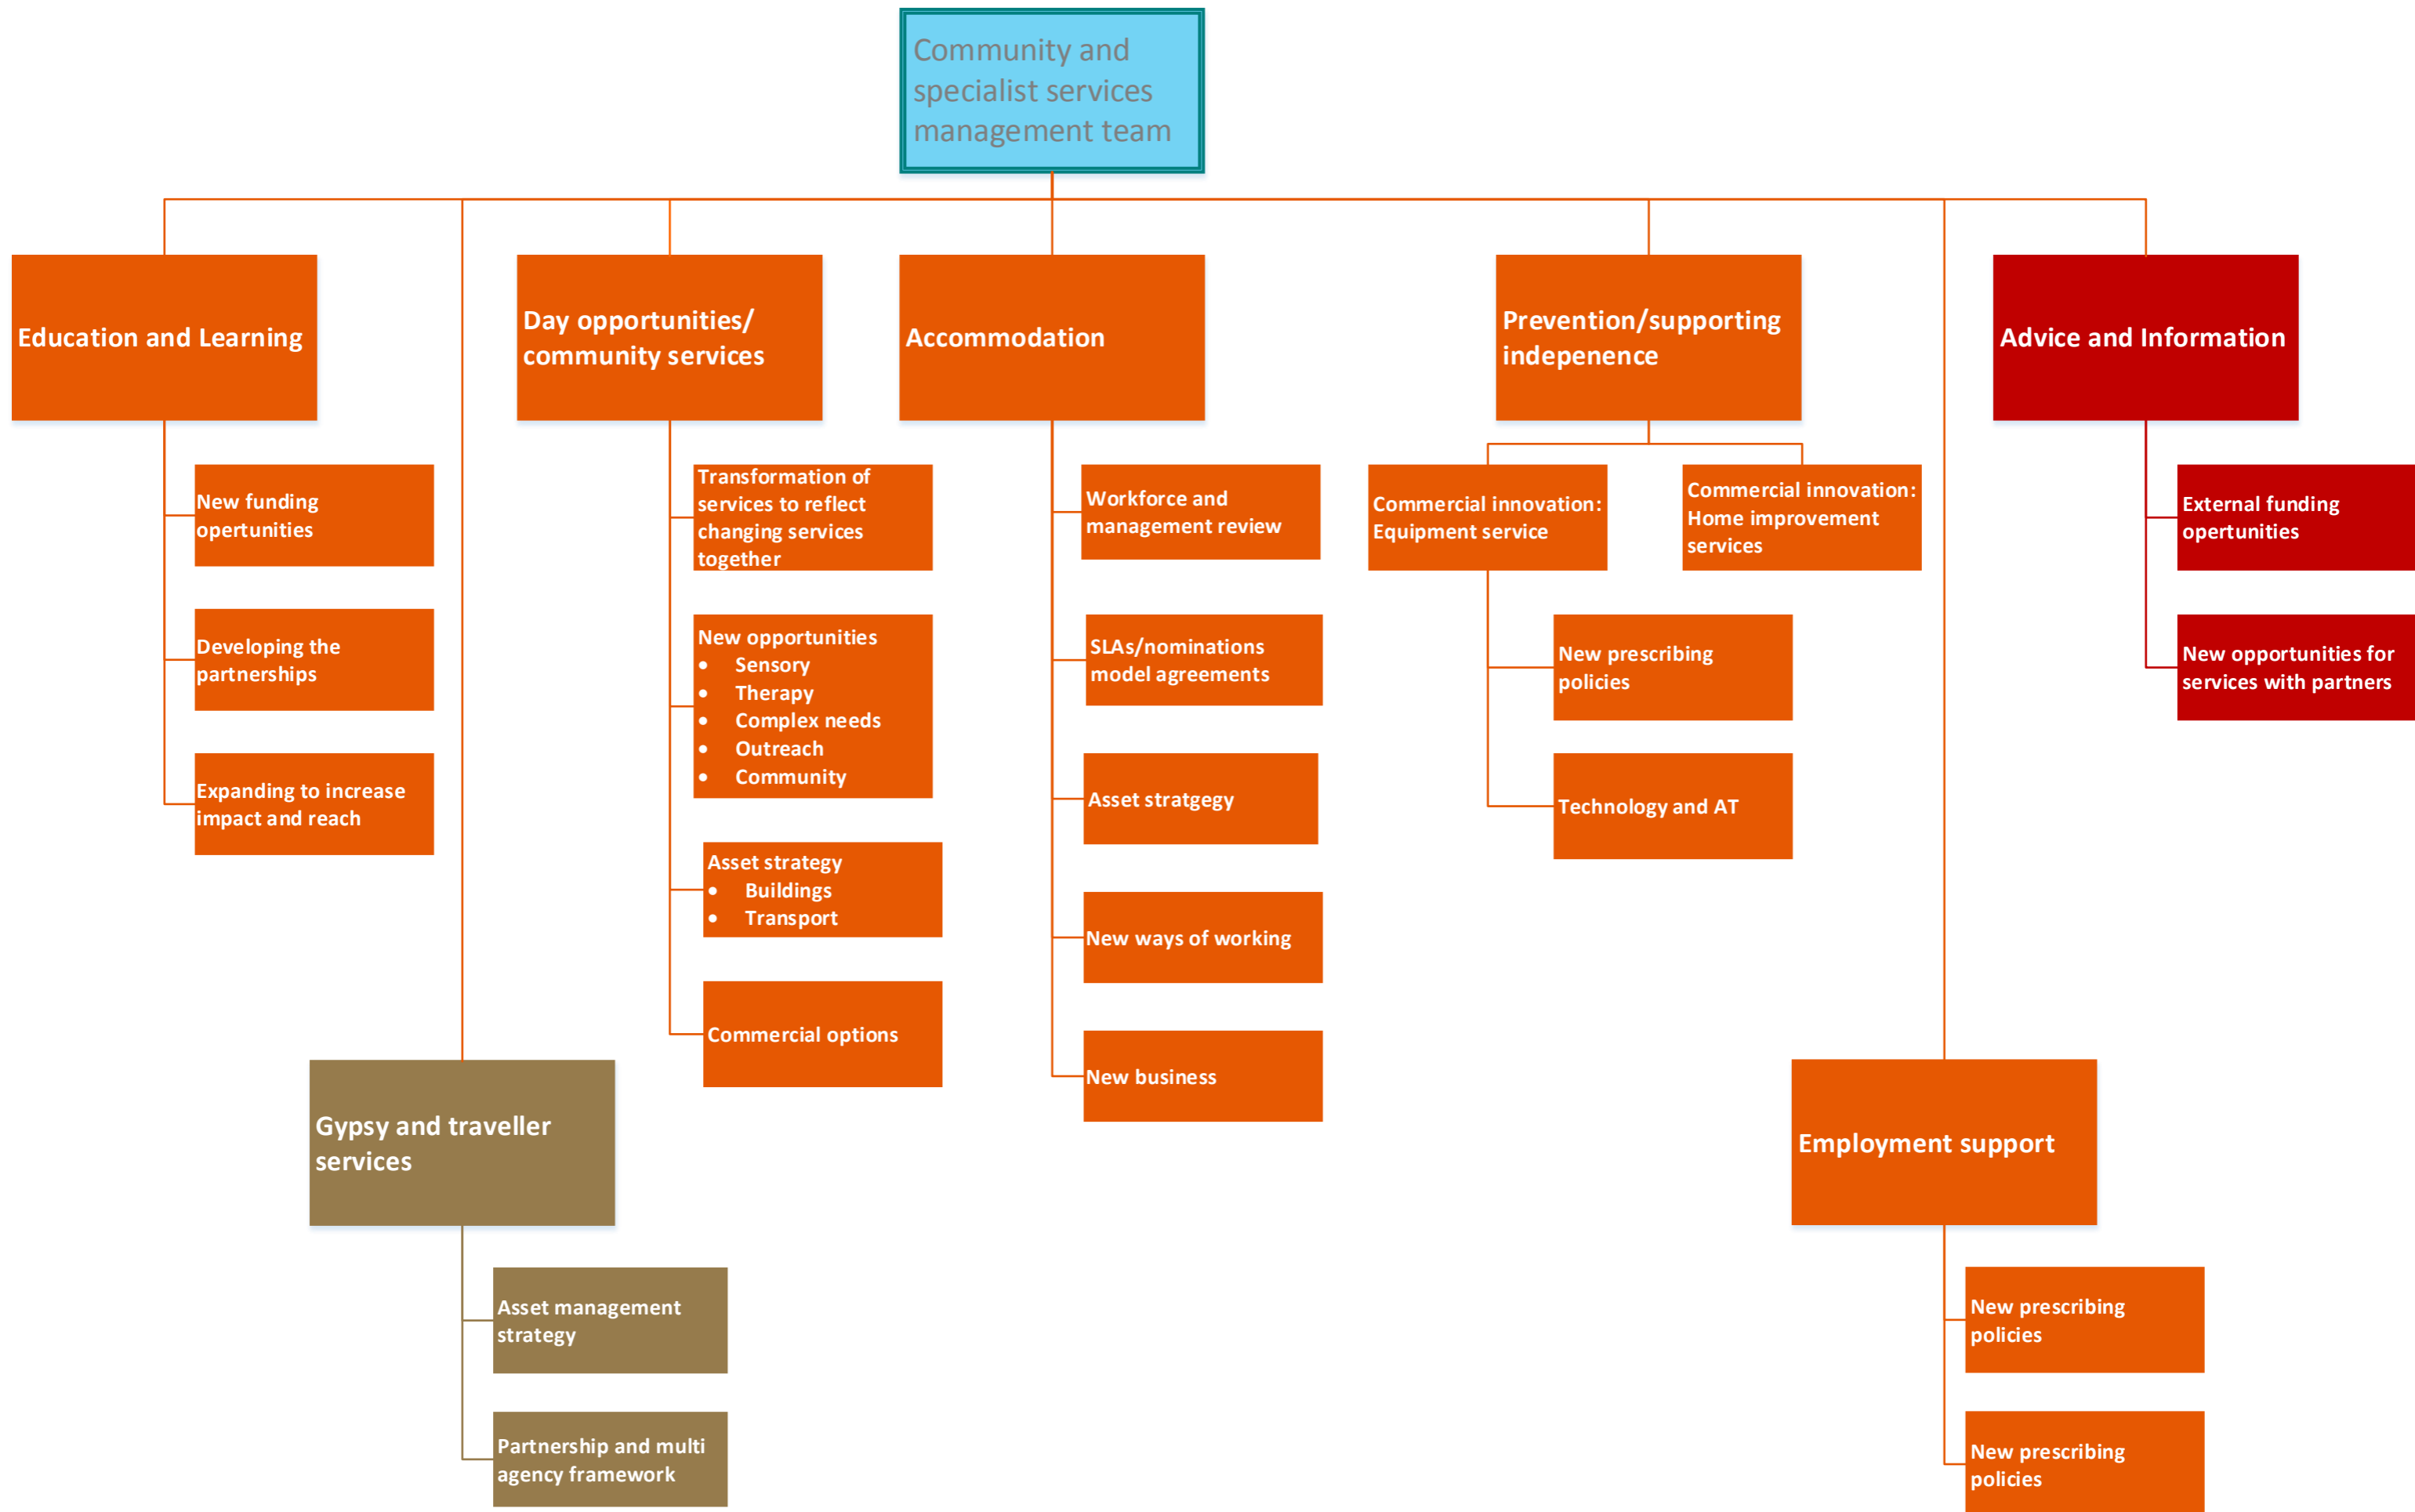 Community and
specialist services
management team
Education and Learning
New funding
opertunities
Developing the
partnerships
Expanding to increase
impact and reach
Gypsy and traveller
services
Asset management
strategy
Partnership and multi
agency framework
Day opportunities/
community services
Transformation of
services to reflect
changing services
together
New opportunities
• Sensory
• Therapy
• Complex needs
• Outreach
• Community
Asset strategy
• Buildings
• Transport
Commercial options
Accommodation
Workforce and
management review
SLAs/nominations
model agreements
Asset stratgegy
New ways of working
New business
Prevention/supporting
indepenence
Commercial innovation:
Equipment service
New prescribing
policies
Technology and AT
Commercial innovation:
Home improvement
services
Employment support
New prescribing
policies
New prescribing
policies
Advice and Information
External funding
opertunities
New opportunities for
services with partners